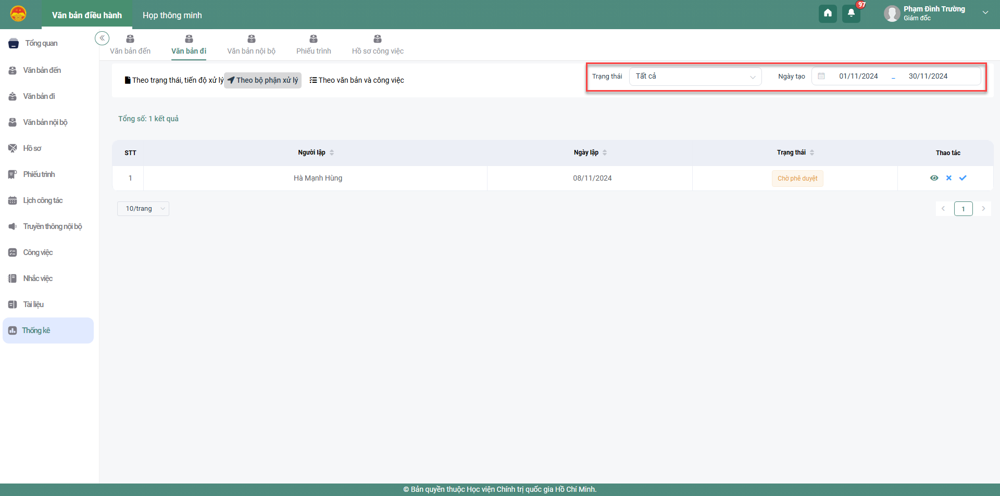 Văn bản điều hành
Họp thông minh
97
Phạm Đình Trường
Giám đốc
Tổng quan
Văn bản đến
Văn bản đi
Văn bản nội bộ
Hồ sơ
Phiếu trình
Lịch công tác
Truyền thông nội bộ
Công việc
Nhắc việc
Tài liệu
Thống kê
Văn bản đến
Văn bản đi
Văn bản nội bộ
Phiếu trình
Hồ sơ công việc
Theo trạng thái, tiến độ xử lý
Theo bộ phận xử lý
Theo văn bản và công việc
Trạng thái
Tất cả
Ngày tạo
01/11/2024
–
30/11/2024
Tổng số: 1 kết quả
STT
Người lập
Ngày lập
Trạng thái
Thao tác
1
Hà Mạnh Hùng
08/11/2024
Chờ phê duyệt
10/trang
1
© Bản quyền thuộc Học viện Chính trị quốc gia Hồ Chí Minh.